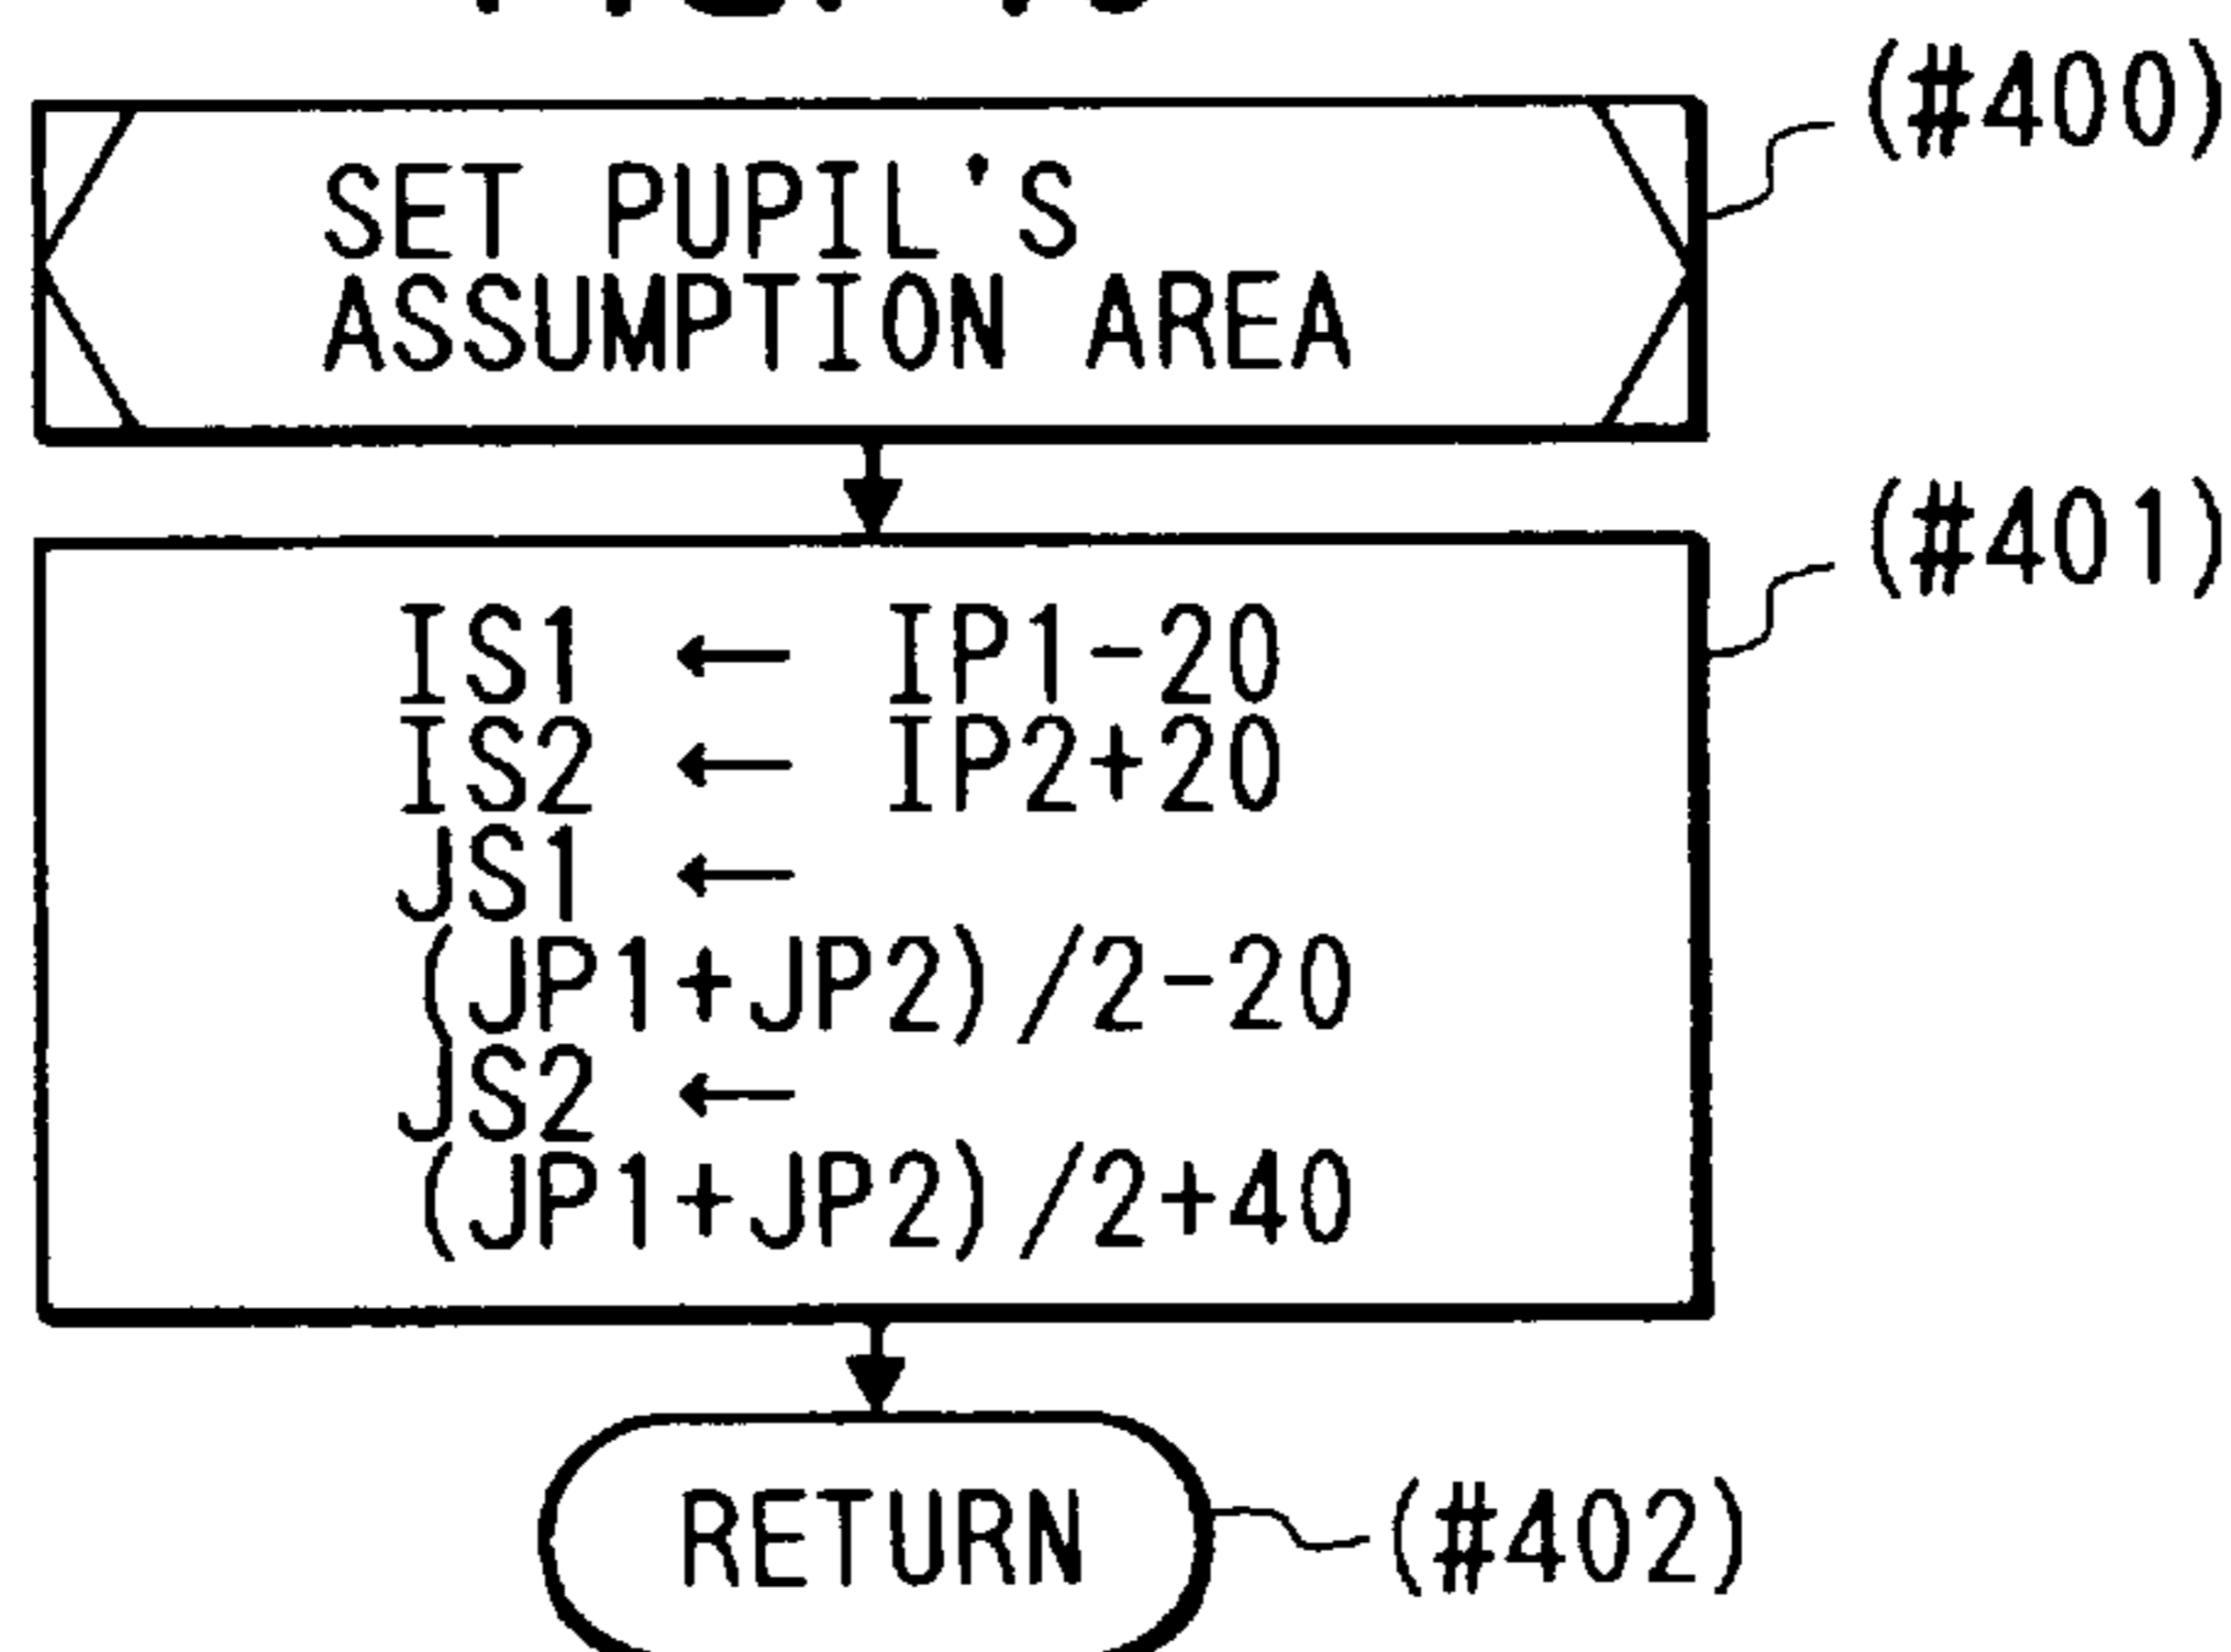 (#400)
SET PUPIL'S
ASSUMPTION AREA
(#401)
IS1 ← IP1-20
IS2 ← IP2+20
JS1 ←
(JP1+JP2)/2-20
JS2 ←
(JP1+JP2)/2+40
RETURN (#402)